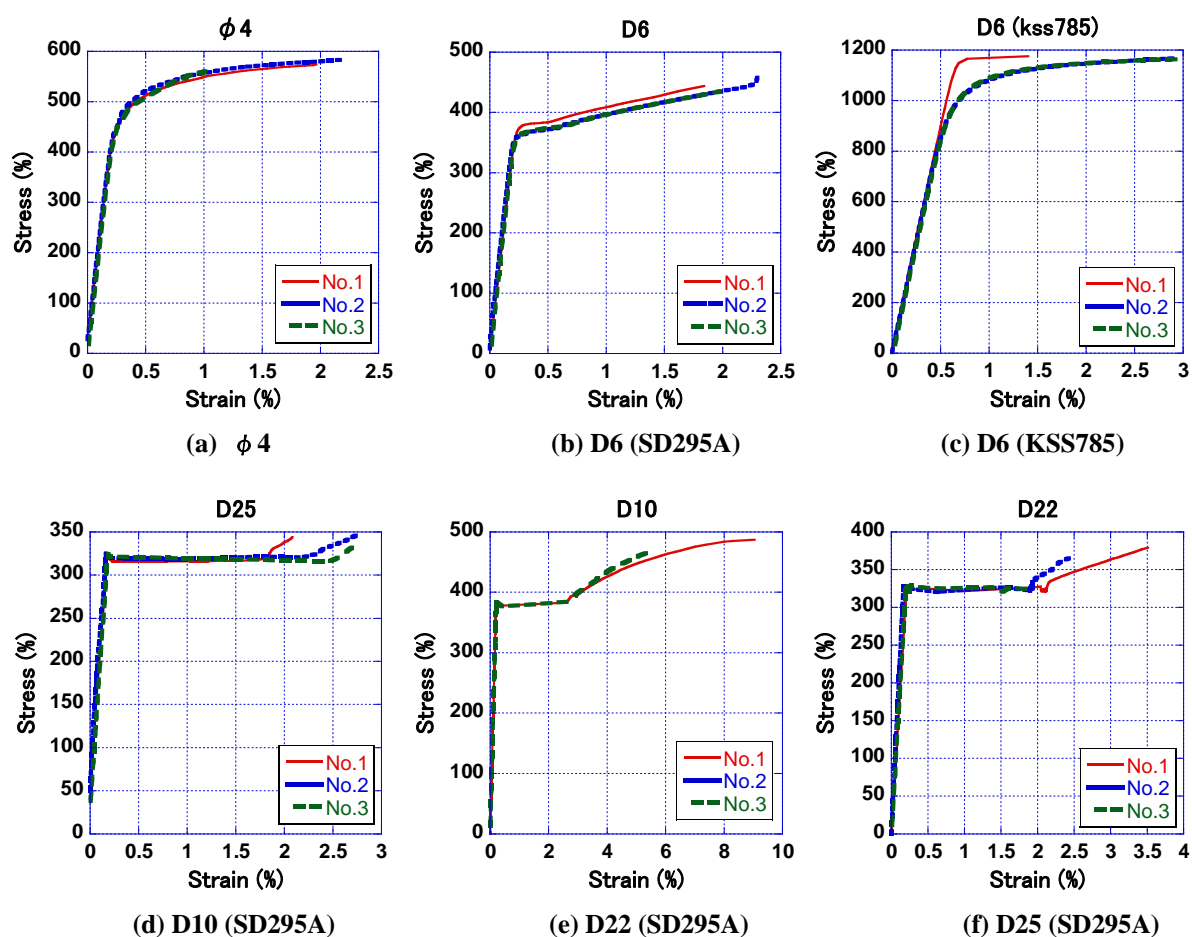 φ4
D6
D6 (kss785)
Stress (%)
600
500
400
300
200
100
0
0 0.5 1 1.5 2 2.5
Strain (%)
No.1
No.2
No.3
Stress (%)
500
400
300
200
400
300
0
0 0.5 1 1.5 2 2.5
Strain (%)
No.1
No.2
No.3
Stress (%)
1200
1000
800
600
400
200
0
0 0.5 1 1.5 2 2.5 3
Strain (%)
No.1
No.2
No.3
(a) φ4
(b) D6 (SD295A)
(c) D6 (KSS785)
D25
D10
D22
Stress (%)
350
300
250
200
150
100
50
0
0 0.5 1 1.5 2 2.5 3
Strain (%)
No.1
No.2
No.3
Stress (%)
500
400
300
400
100
0
0 2 4 6 8 10
Strain (%)
No.1
No.2
No.3
Stress (%)
400
350
300
250
200
150
100
50
0
0 0.5 1 1.5 2 2.5 3 3.5 4
Strain (%)
No.1
No.2
No.3
(d) D10 (SD295A)
(e) D22 (SD295A)
(f) D25 (SD295A)